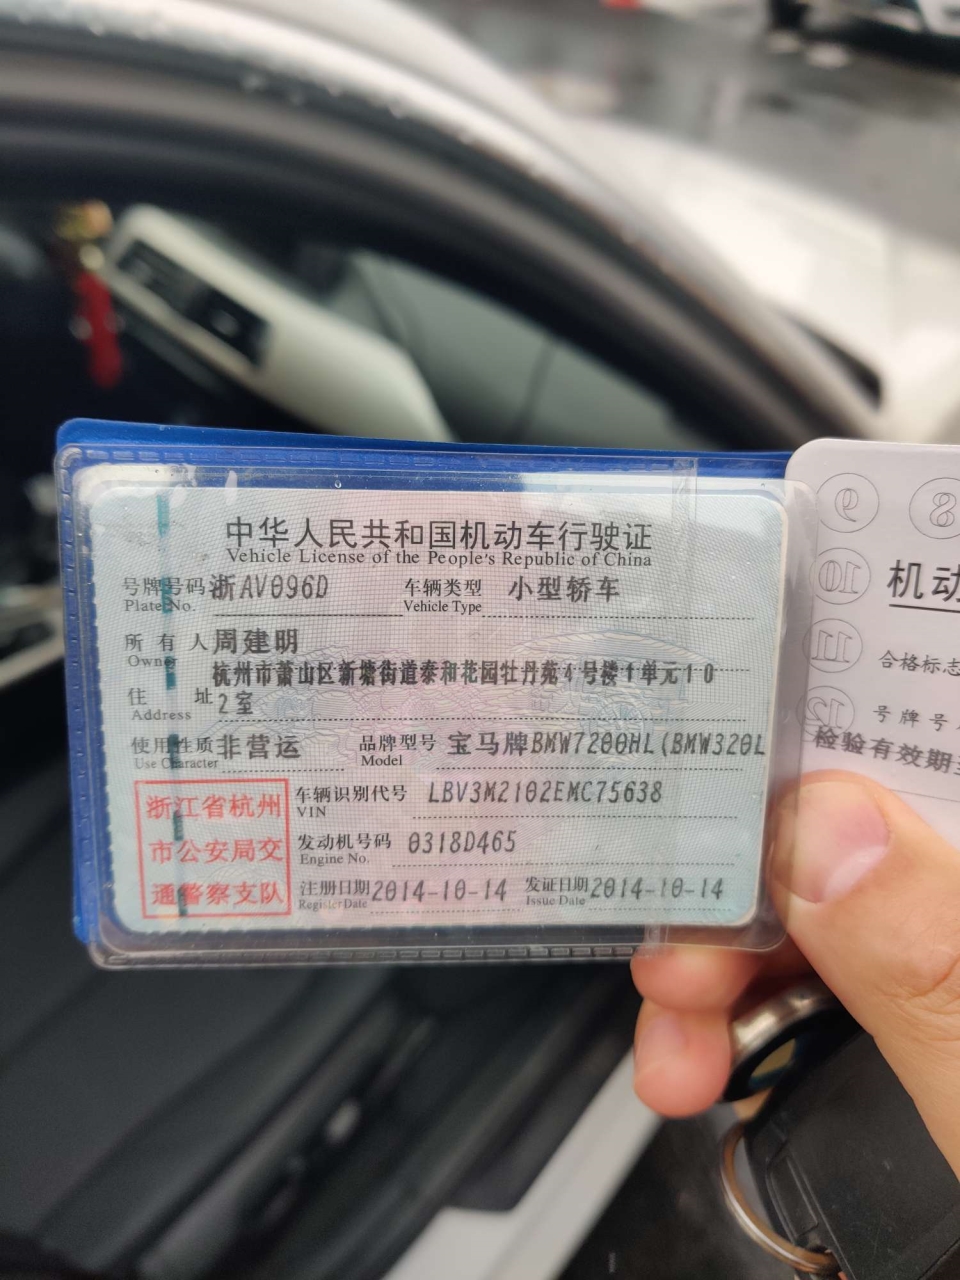 中华人民共和国机动车行驶证
Vehicle License of the People's Republic of China
号牌号码 浙AV096D 车辆类型 小型轿车
Plate No. Vehicle Type
所有人 周建明
Owner
杭州市萧山区新塘街道泰和花园牡丹苑4号楼1单元10
住址 2室
Address
使用性质 非营运 品牌型号 宝马牌BMW7200HL(BMW320L
Use Character Model
浙江省杭州
市公安局交
通警察支队
车辆识别代号 LBV3M2102EMC75638
VIN
发动机号码 0318D465
Engine No.
注册日期 2014-10-14 发证日期 2014-10-14
Register Date Issue Date
9
8
10
11
12
机动
合格标志
号牌号
检验有效期至